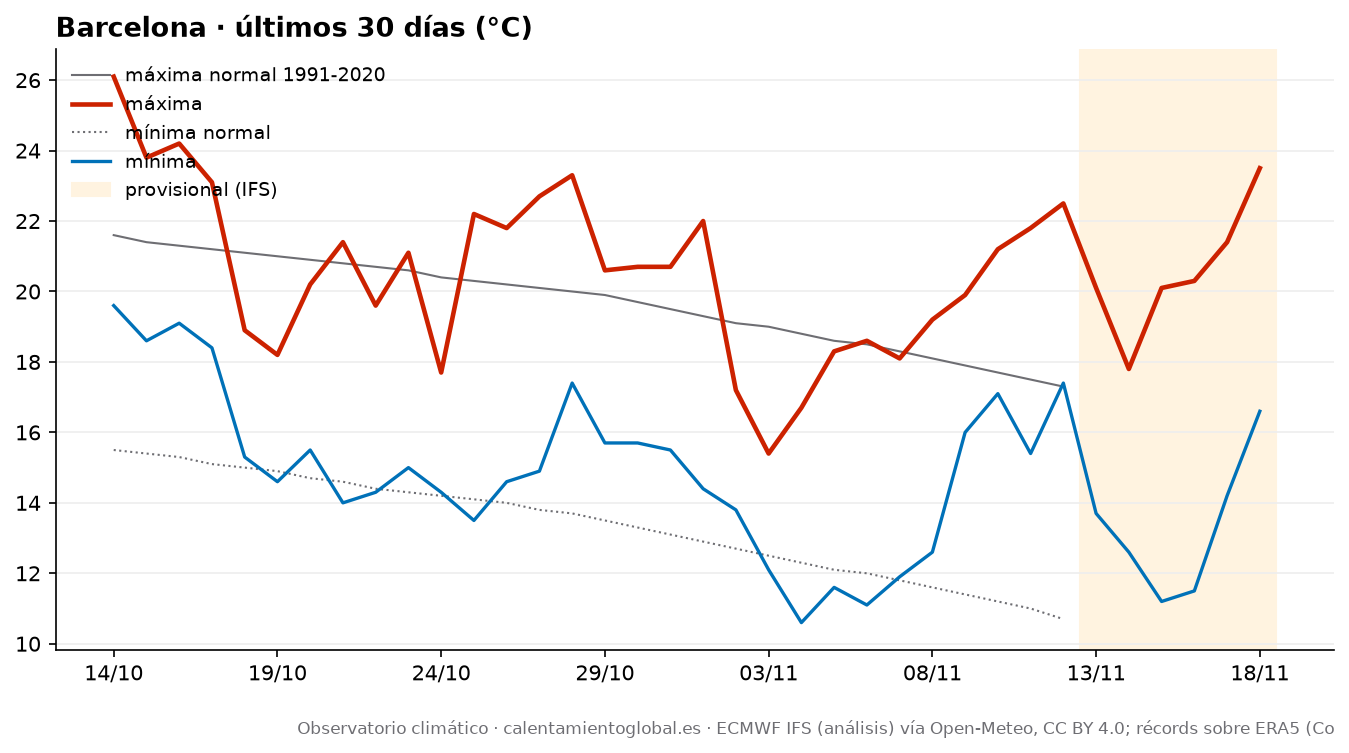 Barcelona · últimos 30 días (°C)
máxima normal 1991-2020
máxima
mínima normal
mínima
provisional (IFS)
26
24
22
20
18
16
14
12
10
14/10 19/10 24/10 29/10 03/11 08/11 13/11 18/11
Observatorio climático · calentamientoglobal.es · ECMWF IFS (análisis) vía Open-Meteo, CC BY 4.0; récords sobre ERA5 (Co